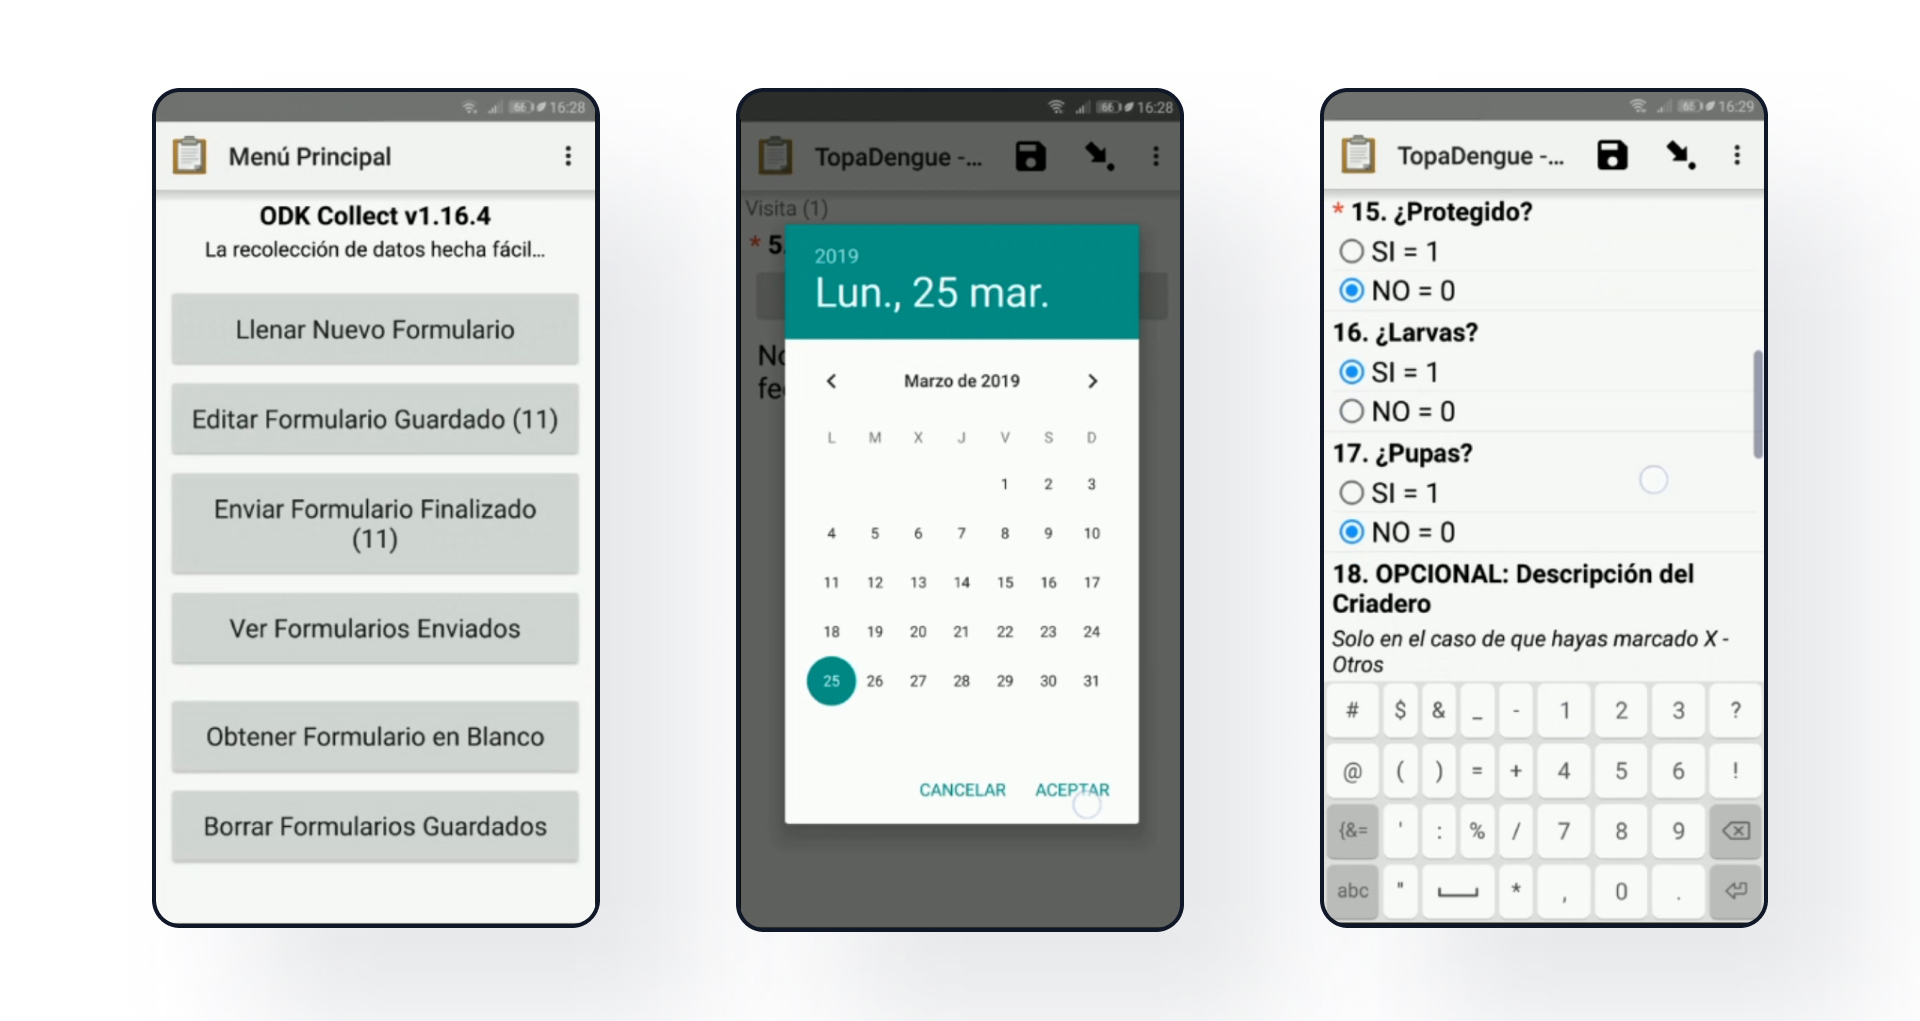 66 16:28
Menú Principal
ODK Collect v1.16.4
La recolección de datos hecha fácil...
Llenar Nuevo Formulario
Editar Formulario Guardado (11)
Enviar Formulario Finalizado
(11)
Ver Formularios Enviados
Obtener Formulario en Blanco
Borrar Formularios Guardados
66 16:28
TopaDengue -...
Visita (1)
* 5.
No
fe
2019
Lun., 25 mar.
Marzo de 2019
L M X J V S D
1 2 3
4 5 6 7 8 9 10
11 12 13 14 15 16 17
18 19 20 21 22 23 24
25 26 27 28 29 30 31
CANCELAR ACEPTAR
16:29
TopaDengue -...
* 15. ¿Protegido?
SI = 1
NO = 0
16. ¿Larvas?
SI = 1
NO = 0
17. ¿Pupas?
SI = 1
NO = 0
18. OPCIONAL: Descripción del
Criadero
Solo en el caso de que hayas marcado X -
Otros
# $ & _ - 1 2 3 ?
@ ( ) = + 4 5 6 !
{&= ' : % / 7 8 9
abc " * , 0 .